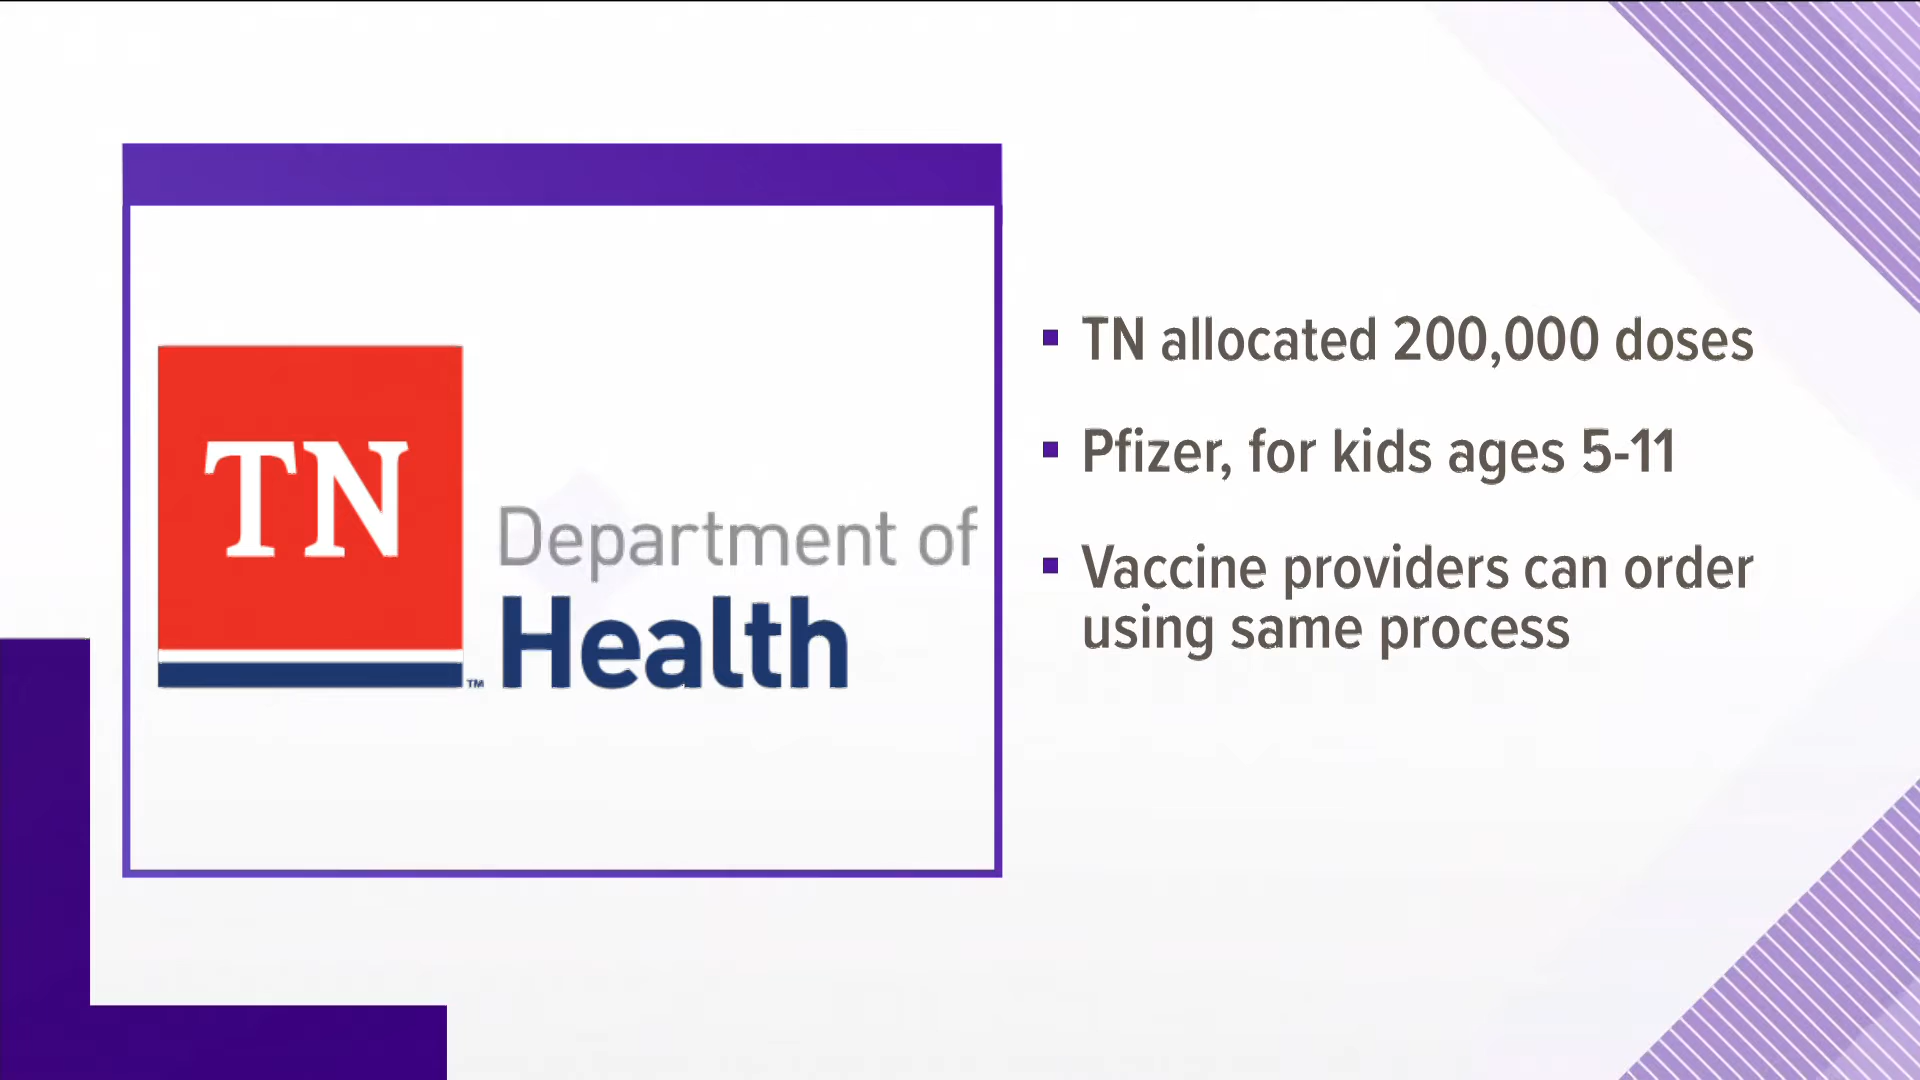 TN
Department of
Health
TM
TN allocated 200,000 doses
Pfizer, for kids ages 5-11
Vaccine providers can order
using same process